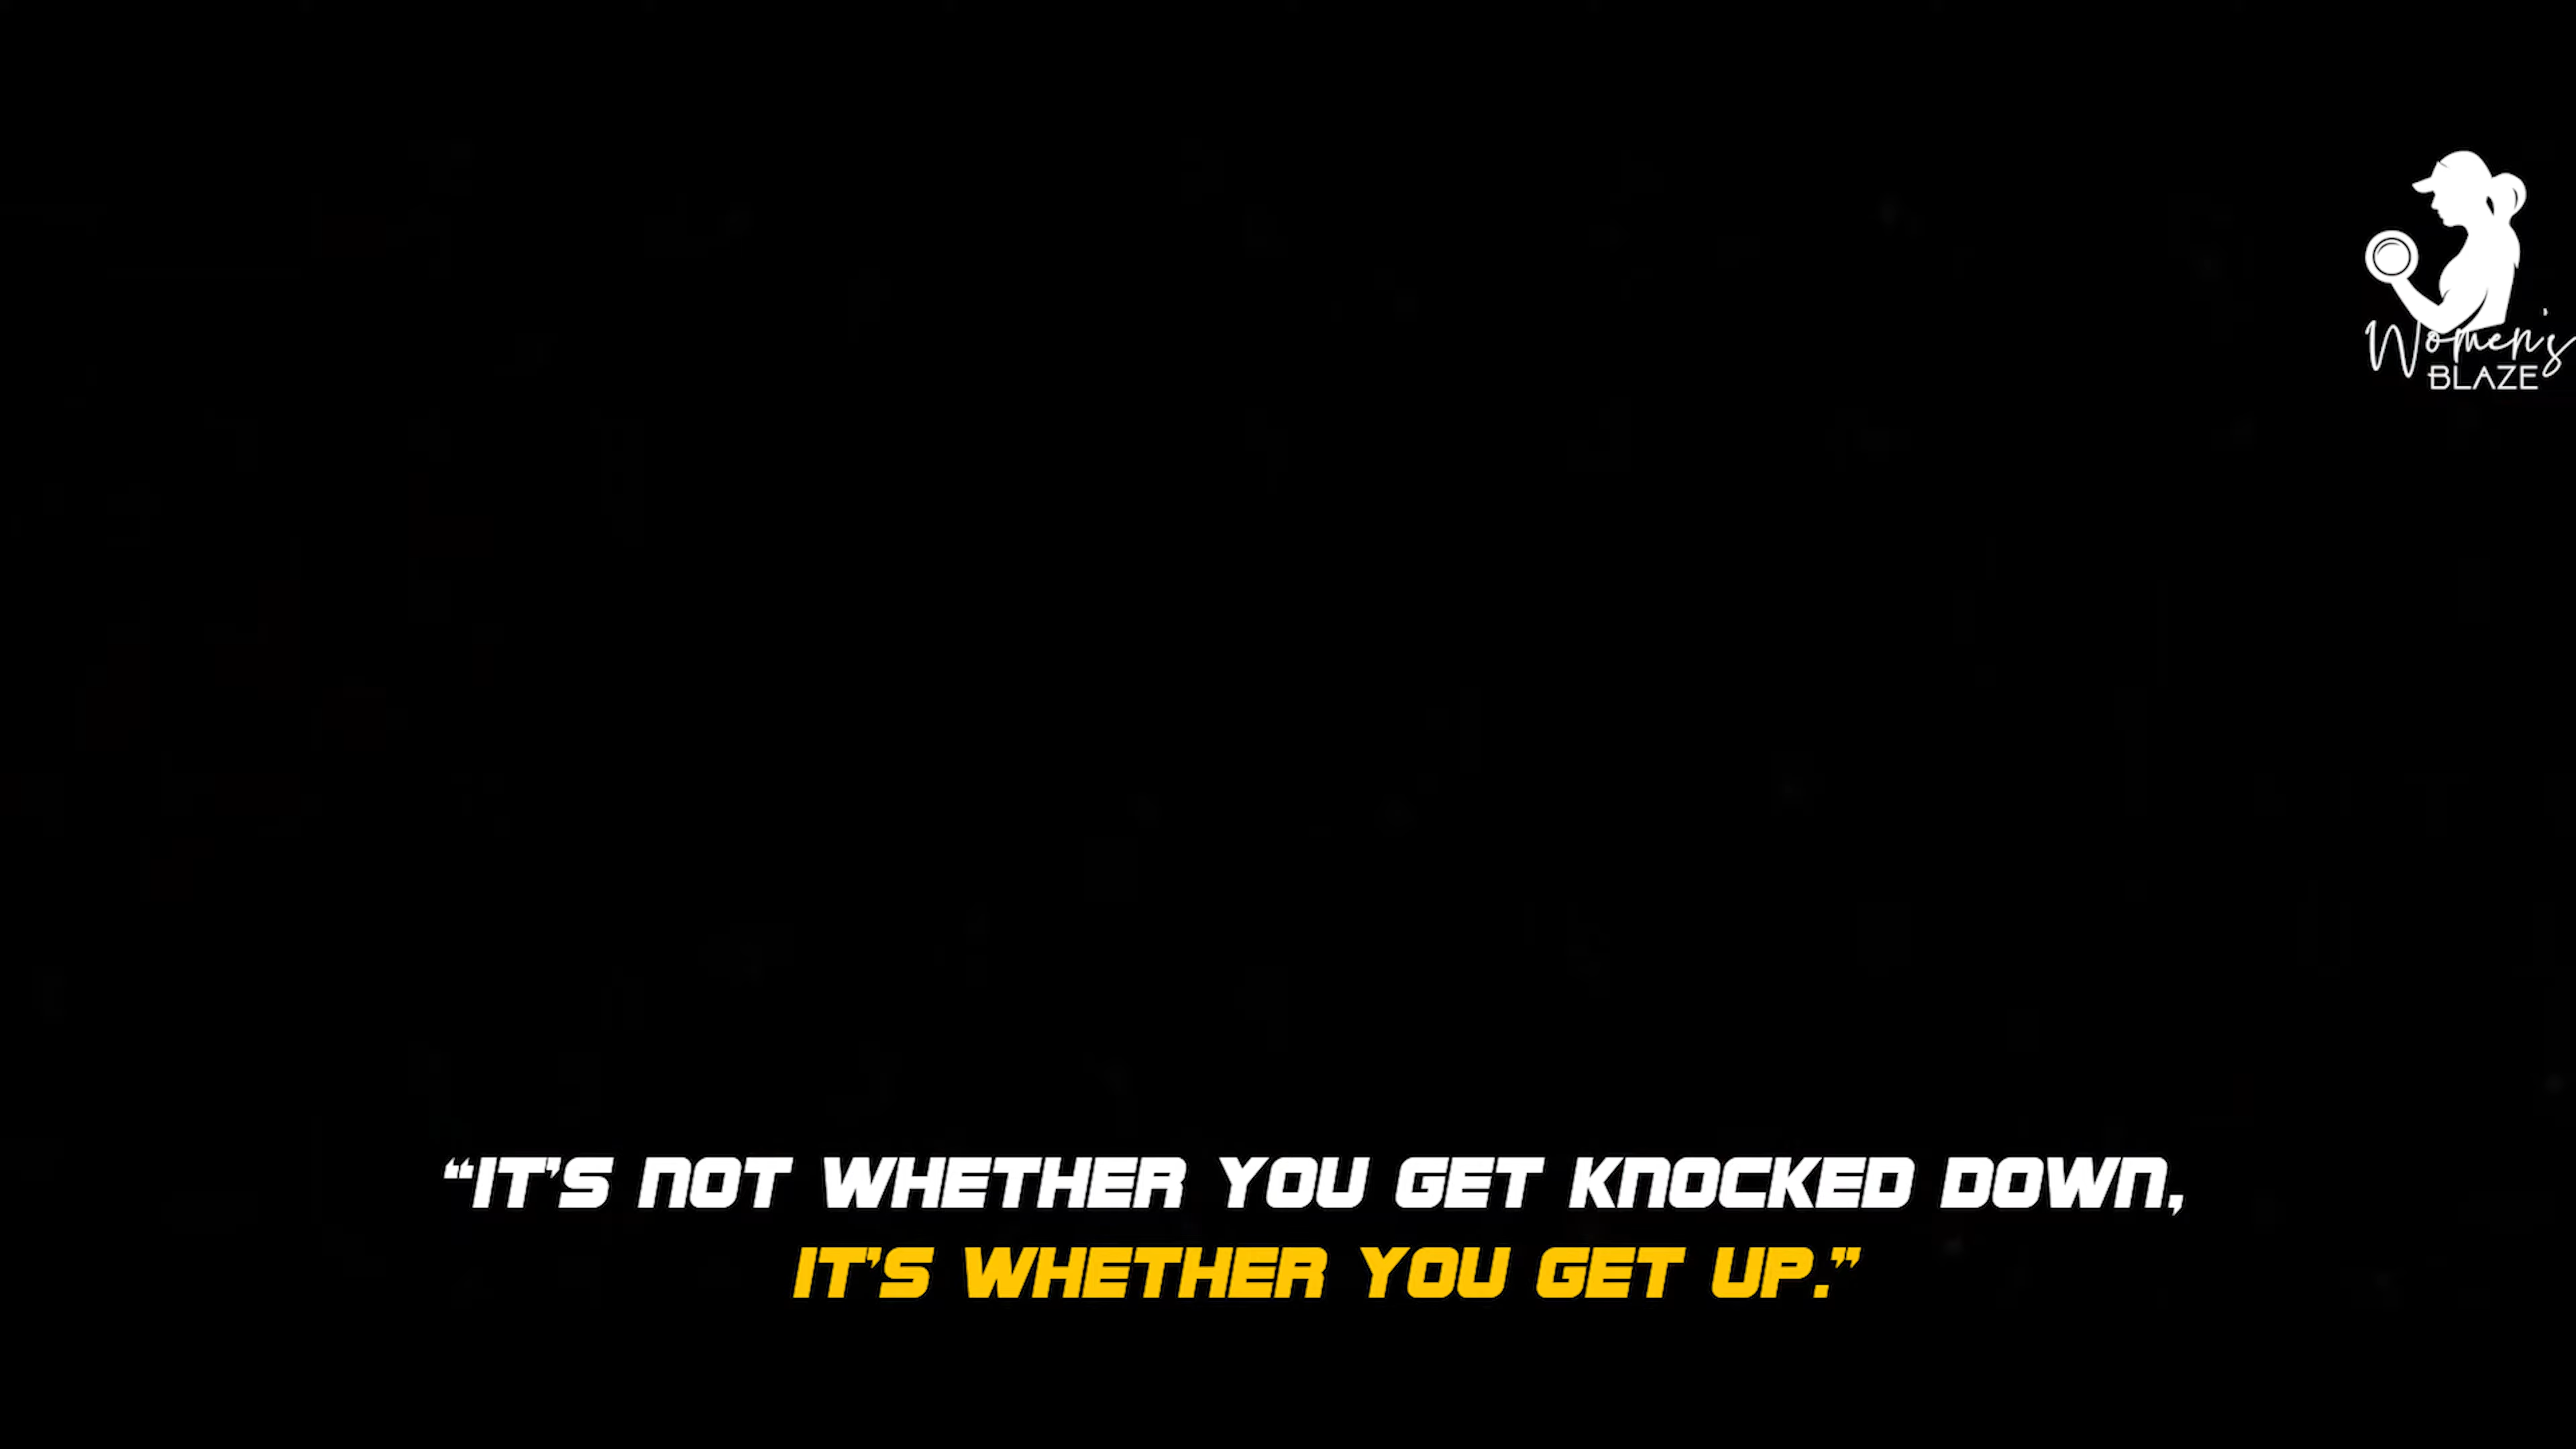 Women's
BLAZE
“IT’S NOT WHETHER YOU GET KNOCKED DOWN,
IT’S WHETHER YOU GET UP.”